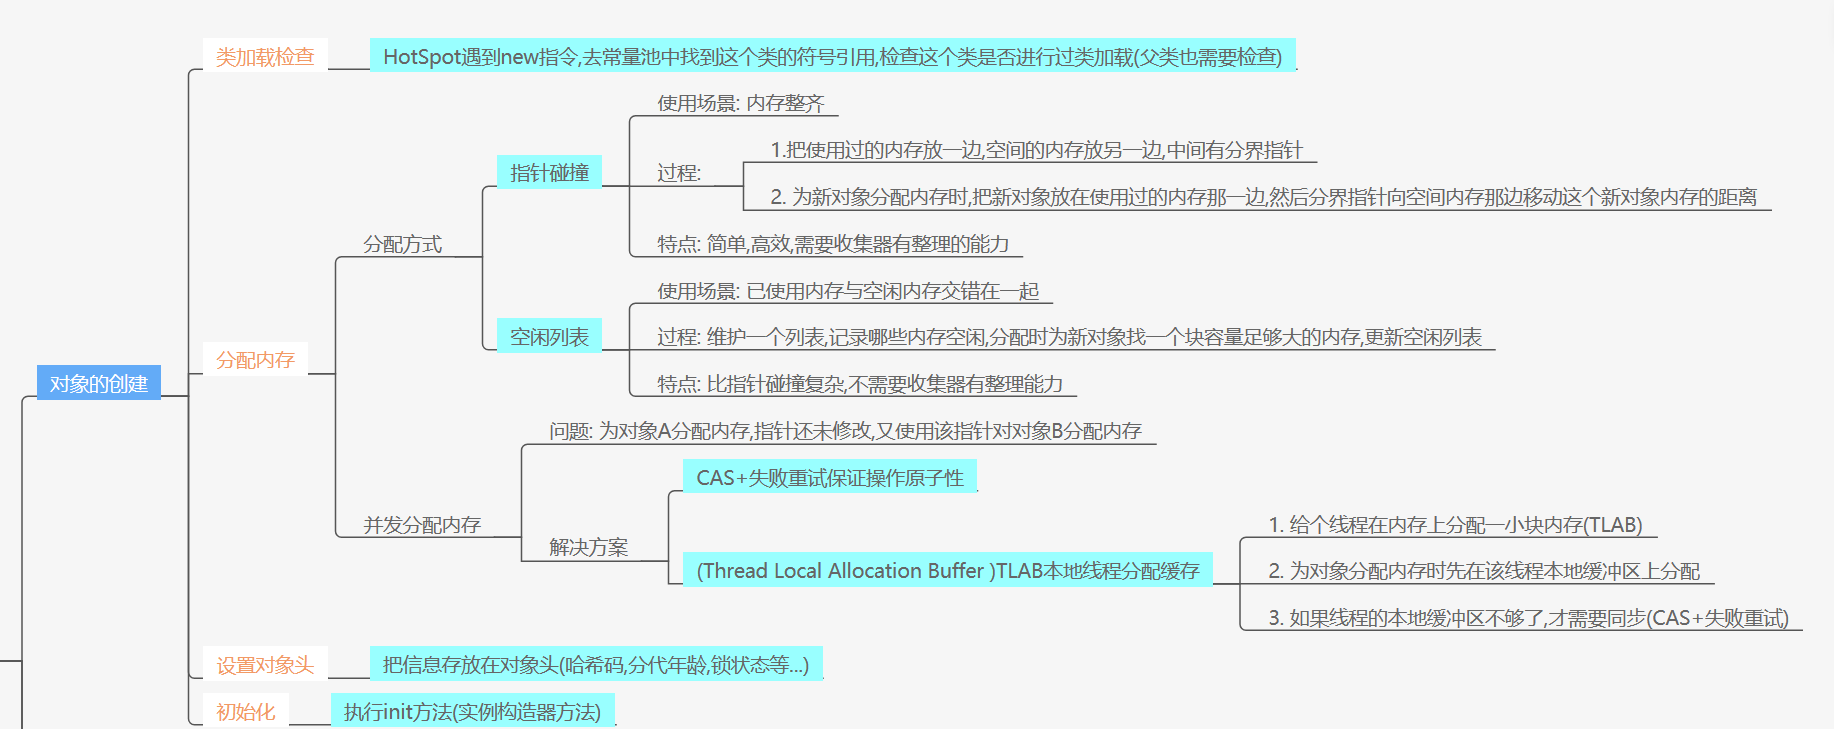 类加载检查
HotSpot遇到new指令,去常量池中找到这个类的符号引用,检查这个类是否进行过类加载(父类也需要检查)
使用场景: 内存整齐
1.把使用过的内存放一边,空间的内存放另一边,中间有分界指针
指针碰撞
过程:
2. 为新对象分配内存时,把新对象放在使用过的内存那一边,然后分界指针向空间内存那边移动这个新对象内存的距离
分配方式
特点: 简单,高效,需要收集器有整理的能力
使用场景: 已使用内存与空闲内存交错在一起
空闲列表
过程: 维护一个列表,记录哪些内存空闲,分配时为新对象找一个块容量足够大的内存,更新空闲列表
分配内存
对象的创建
特点: 比指针碰撞复杂,不需要收集器有整理能力
问题: 为对象A分配内存,指针还未修改,又使用该指针对对象B分配内存
CAS+失败重试保证操作原子性
并发分配内存
1. 给个线程在内存上分配一小块内存(TLAB)
解决方案
(Thread Local Allocation Buffer )TLAB本地线程分配缓存
2. 为对象分配内存时先在该线程本地缓冲区上分配
3. 如果线程的本地缓冲区不够了,才需要同步(CAS+失败重试)
设置对象头
把信息存放在对象头(哈希码,分代年龄,锁状态等...)
初始化
执行init方法(实例构造器方法)